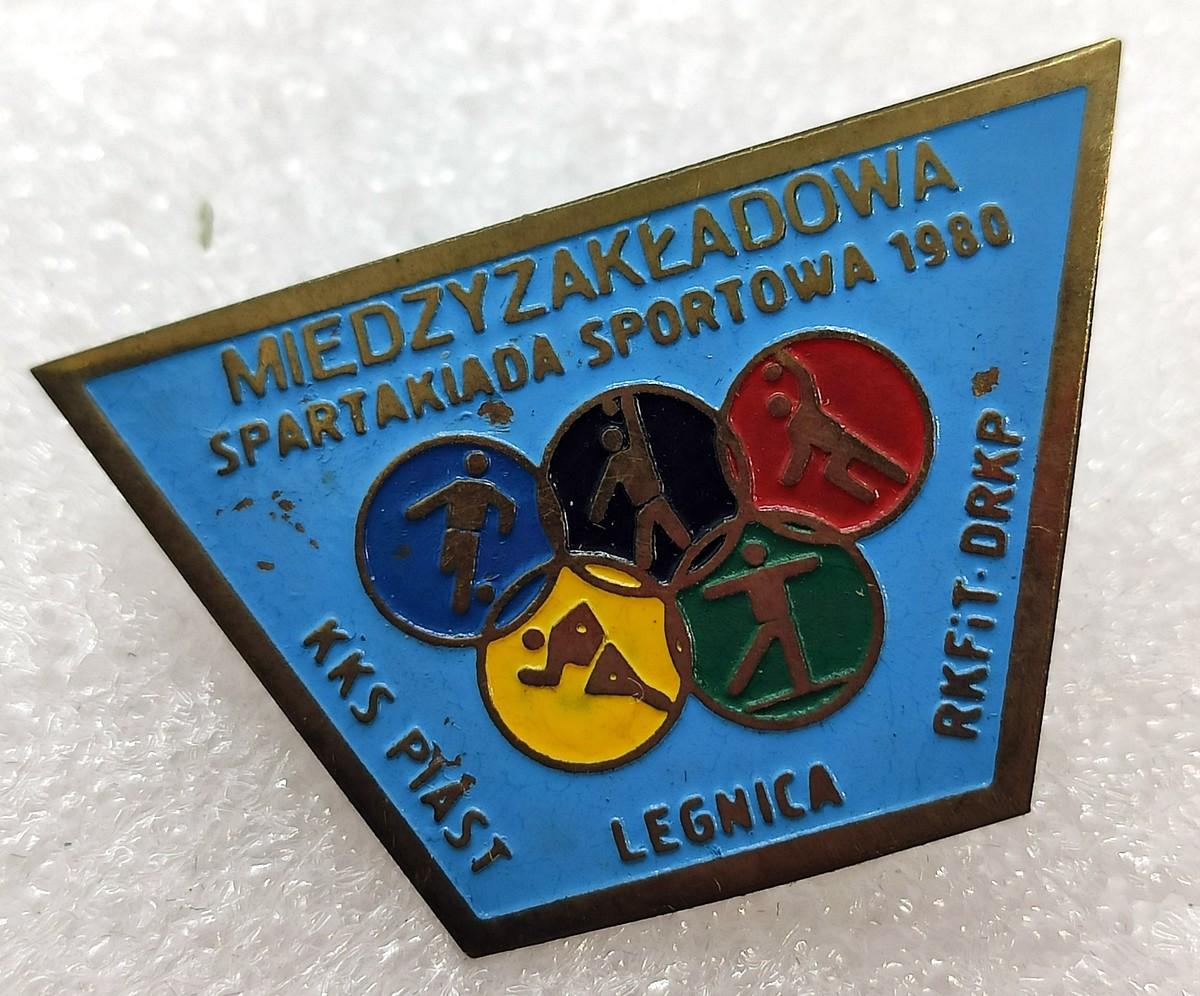 MIEDZYZAKŁADOWA
SPARTAKIADA SPORTOWA 1980
KKS PIAST
LEGNICA
RKFiT·DRKP